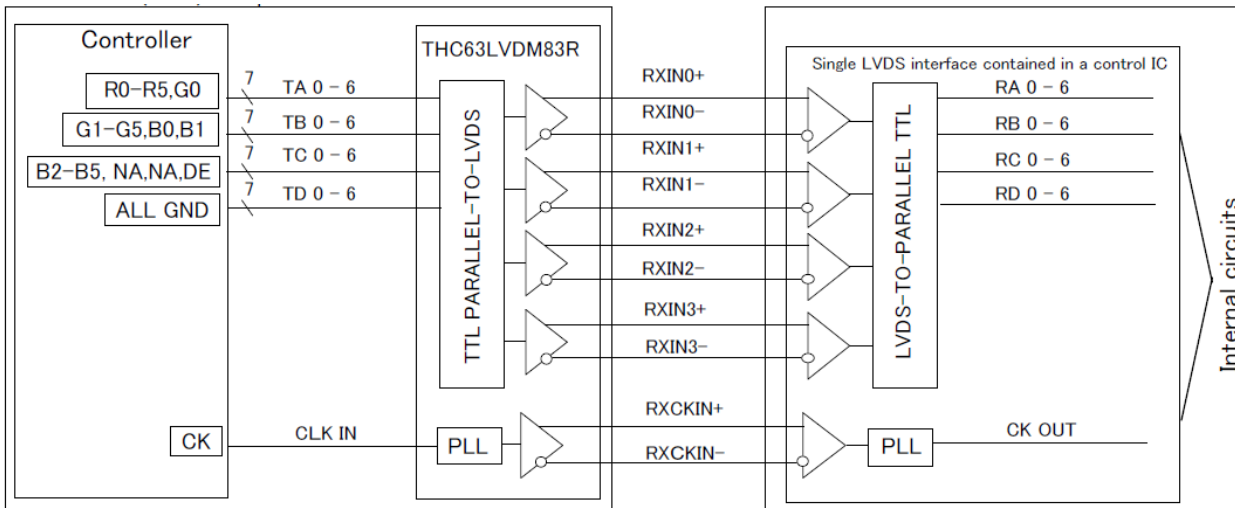 Controller
THC63LVDM83R
Single LVDS interface contained in a control IC
R0-R5,G0
7
TA 0 - 6
RXIN0+
RA 0 - 6
G1-G5,B0,B1
7
TB 0 - 6
RXIN0-
RB 0 - 6
B2-B5, NA,NA,DE
7
TC 0 - 6
RXIN1+
RC 0 - 6
ALL GND
7
TD 0 - 6
RXIN1-
RD 0 - 6
TTL PARALLEL-TO-LVDS
RXIN2+
RXIN2-
RXIN3+
RXIN3-
LVDS-TO-PARALLEL TTL
Internal circuits
CK
CLK IN
PLL
RXCKIN+
RXCKIN-
PLL
CK OUT